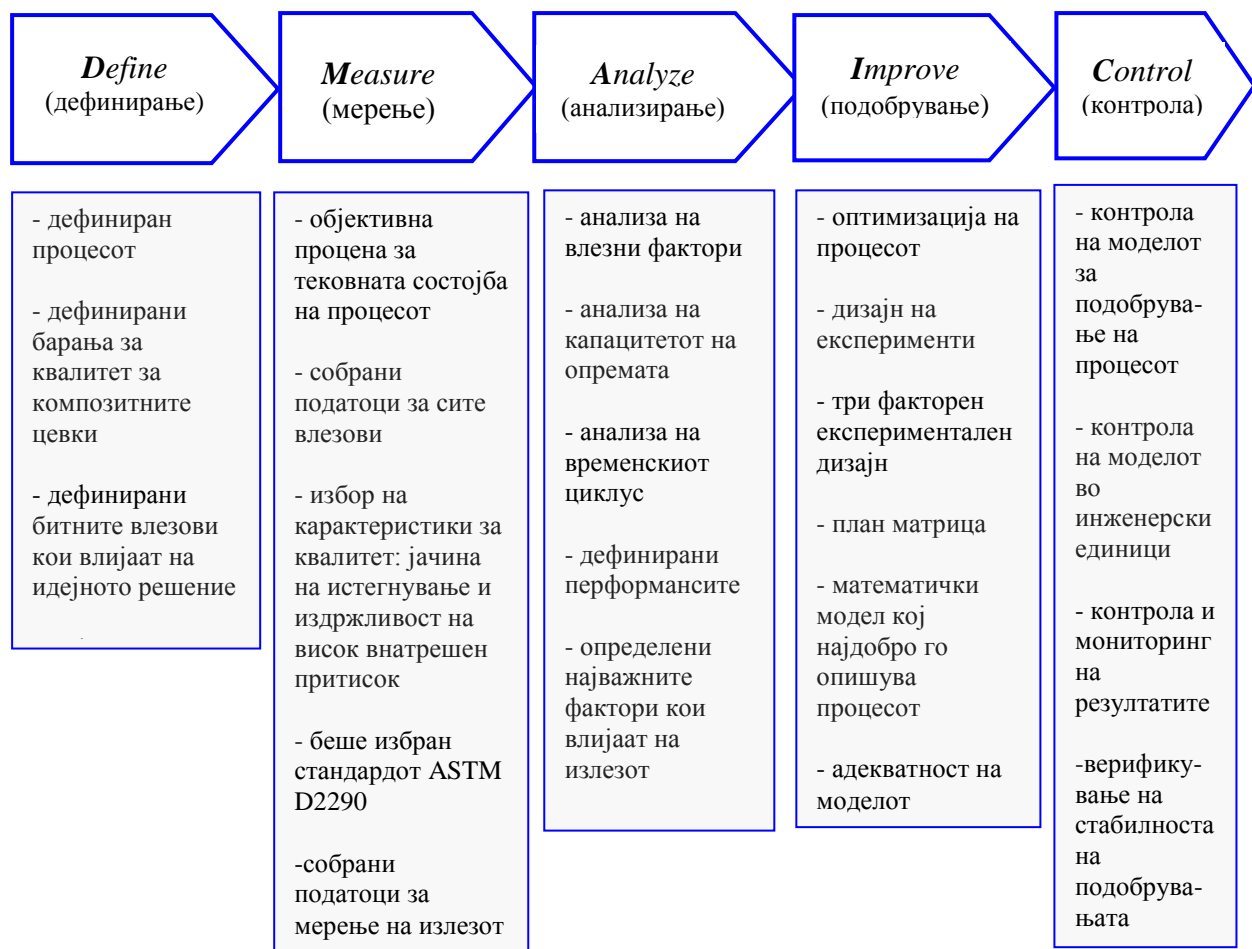 Define
(дефинирање)
Measure
(мерење)
Analyze
(анализирање)
Improve
(подобрување)
Control
(контрола)
- дефиниран
процесот
- дефинирани
барања за
квалитет за
композитните
цевки
- дефинирани
битните влезови
кои влијаат на
идејното решение
- објективна
процена за
тековната состојба
на процесот
- собрани
податоци за сите
влезови
- избор на
карактеристики за
квалитет: јачина
на истегнување и
издржливост на
висок внатрешен
притисок
- беше избран
стандардот ASTM
D2290
-собрани
податоци за
мерење на излезот
- анализа на
влезни фактори
- анализа на
капацитетот на
опремата
- анализа на
временскиот
циклус
- дефинирани
перформансите
- определени
најважните
фактори кои
влијаат на
излезот
- оптимизација на
процесот
- дизајн на
експерименти
- три факторен
експериментален
дизајн
- план матрица
- математички
модел кој
најдобро го
опишува
процесот
- адекватност на
моделот
- контрола
на моделот
за
подобрува-
ње на
процесот
- контрола
на моделот
во
инженерски
единици
- контрола и
мониторинг
на
резултатите
-верифику-
вање на
стабилноста
на
подобрува-
њата